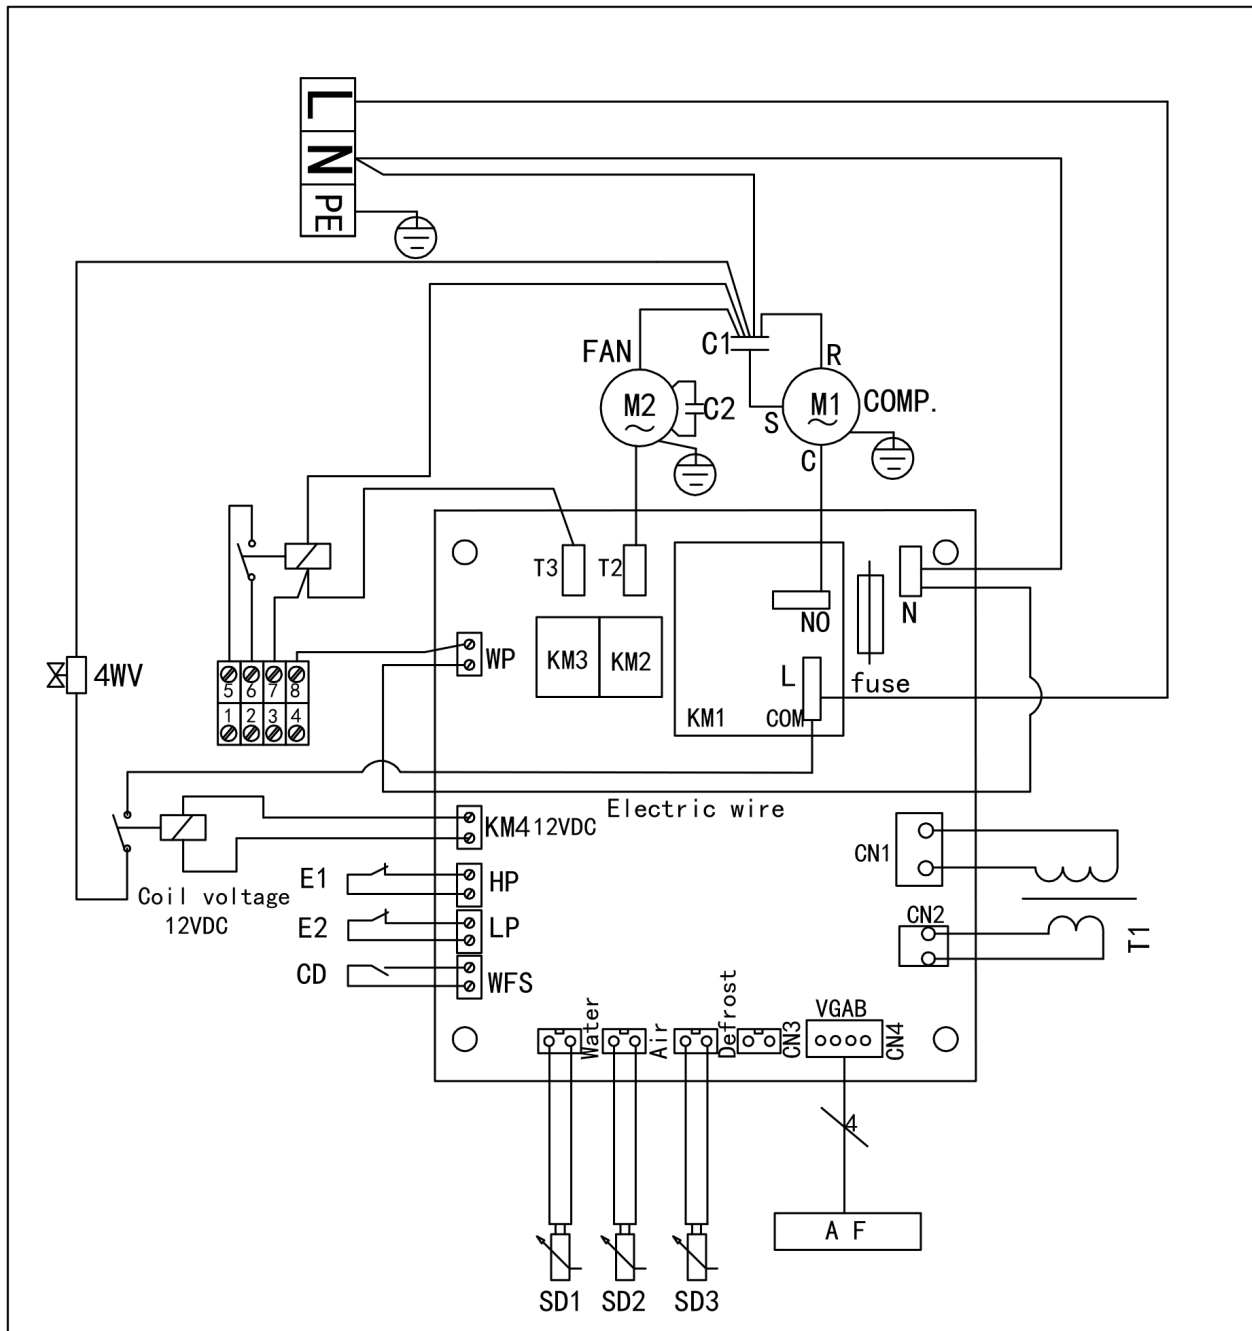 L
N
PE
C1
FAN
R
M2
C2
M1
COMP.
S
C
T3
T2
NO
N
WP
KM3
KM2
L
fuse
4WV
5
6
7
8
1
2
3
4
KM1
COM
Electric wire
KM4 12VDC
CN1
E1
HP
Coil voltage
12VDC
CN2
E2
LP
T1
CD
WFS
Water
Air
Defrost
CN3
VGAB
CN4
4
A F
SD1
SD2
SD3